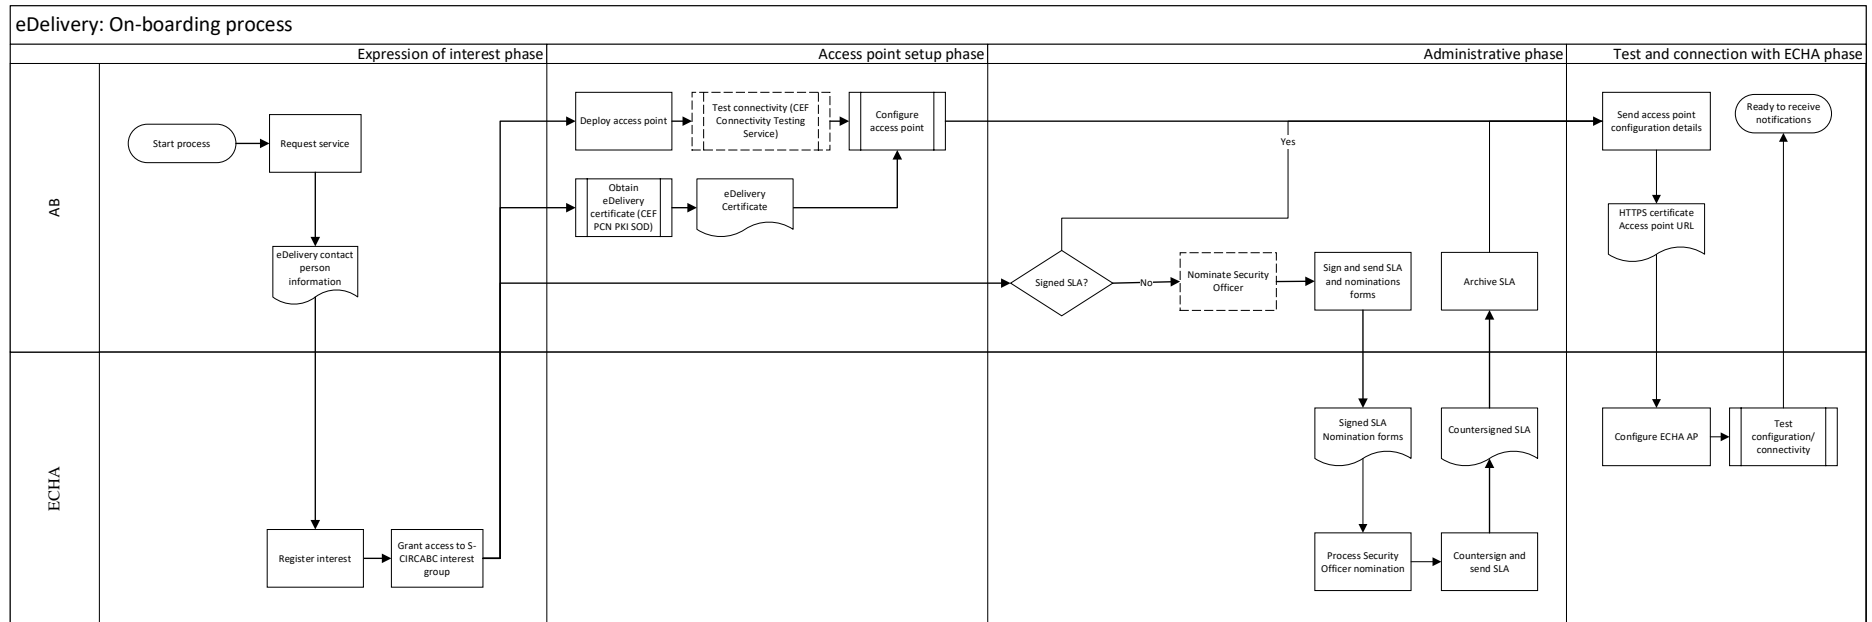 eDelivery: On-boarding process
Expression of interest phase
Access point setup phase
Administrative phase
Test and connection with ECHA phase
AB
Start process
Request service
eDelivery contact
person
information
Deploy access point
Test connectivity (CEF
Connectivity Testing
Service)
Configure
access point
Obtain
eDelivery
certificate (CEF
PCN PKI SOD)
eDelivery
Certificate
Signed SLA?
Yes
No
Nominate Security
Officer
Sign and send SLA
and nominations
forms
Archive SLA
Send access point
configuration details
Ready to receive
notifications
HTTPS certificate
Access point URL
ECHA
Register interest
Grant access to S-
CIRCABC interest
group
Signed SLA
Nomination forms
Countersigned SLA
Process Security
Officer nomination
Countersign and
send SLA
Configure ECHA AP
Test
configuration/
connectivity